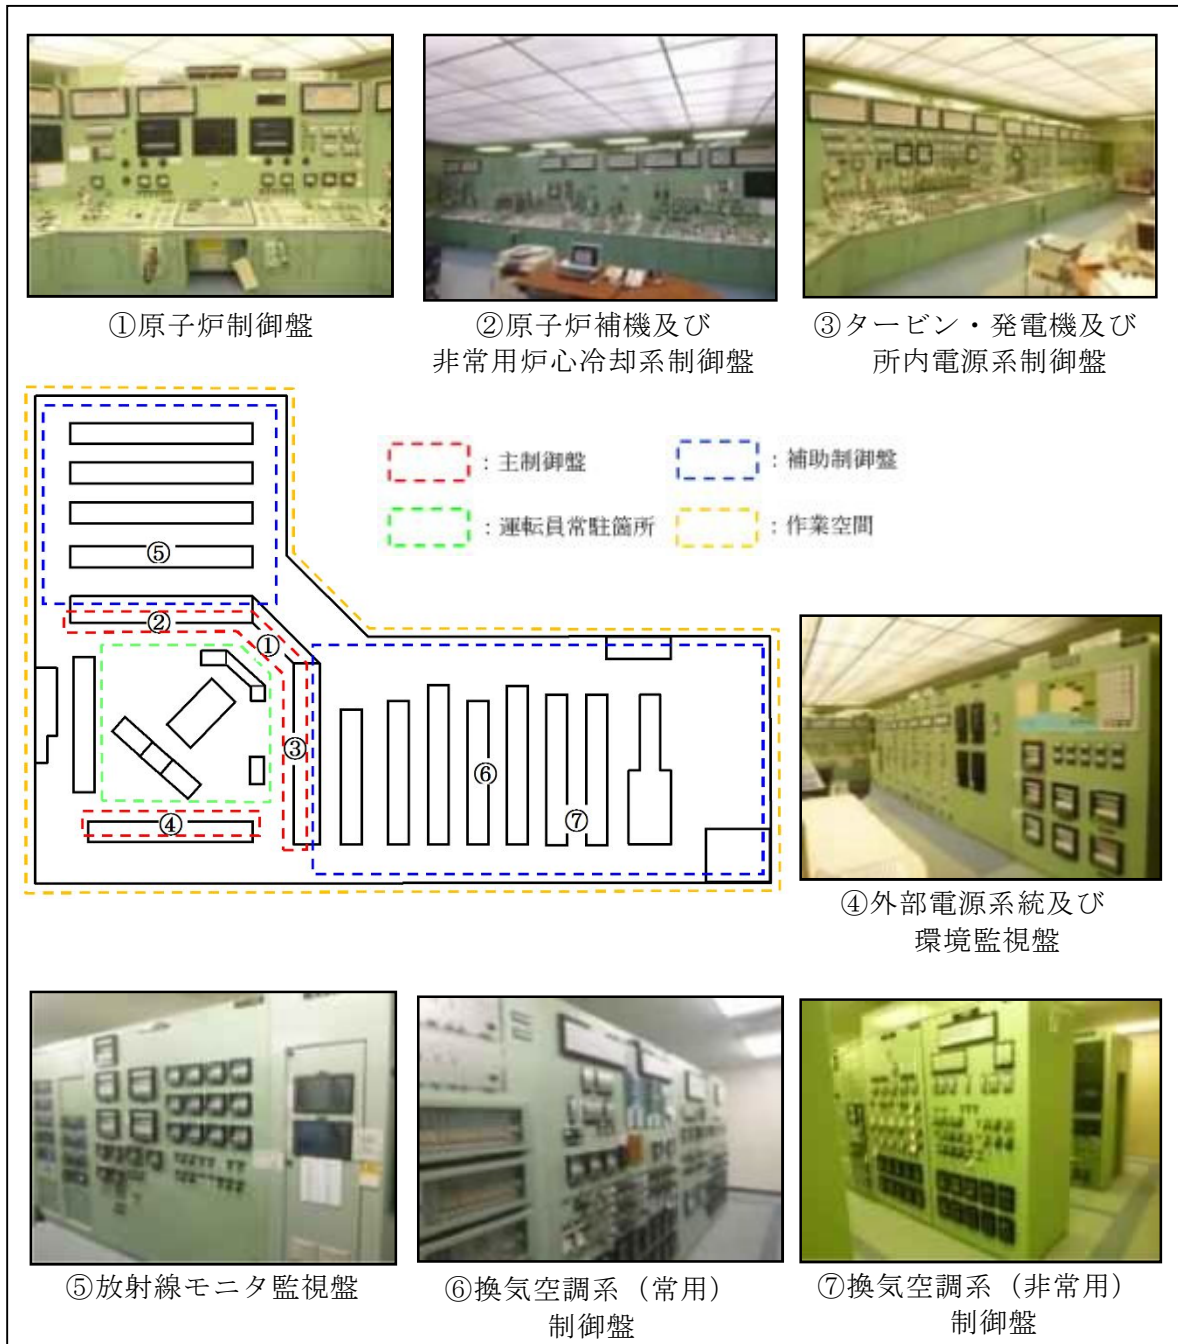 ①原子炉制御盤
②原子炉補機及び
非常用炉心冷却系制御盤
③タービン・発電機及び
所内電源系制御盤
：主制御盤
：補助制御盤
：運転員常駐箇所
：作業空間
⑤
②
①
③
④
⑥
⑦
④外部電源系統及び
環境監視盤
⑤放射線モニタ監視盤
⑥換気空調系（常用）
制御盤
⑦換気空調系（非常用）
制御盤